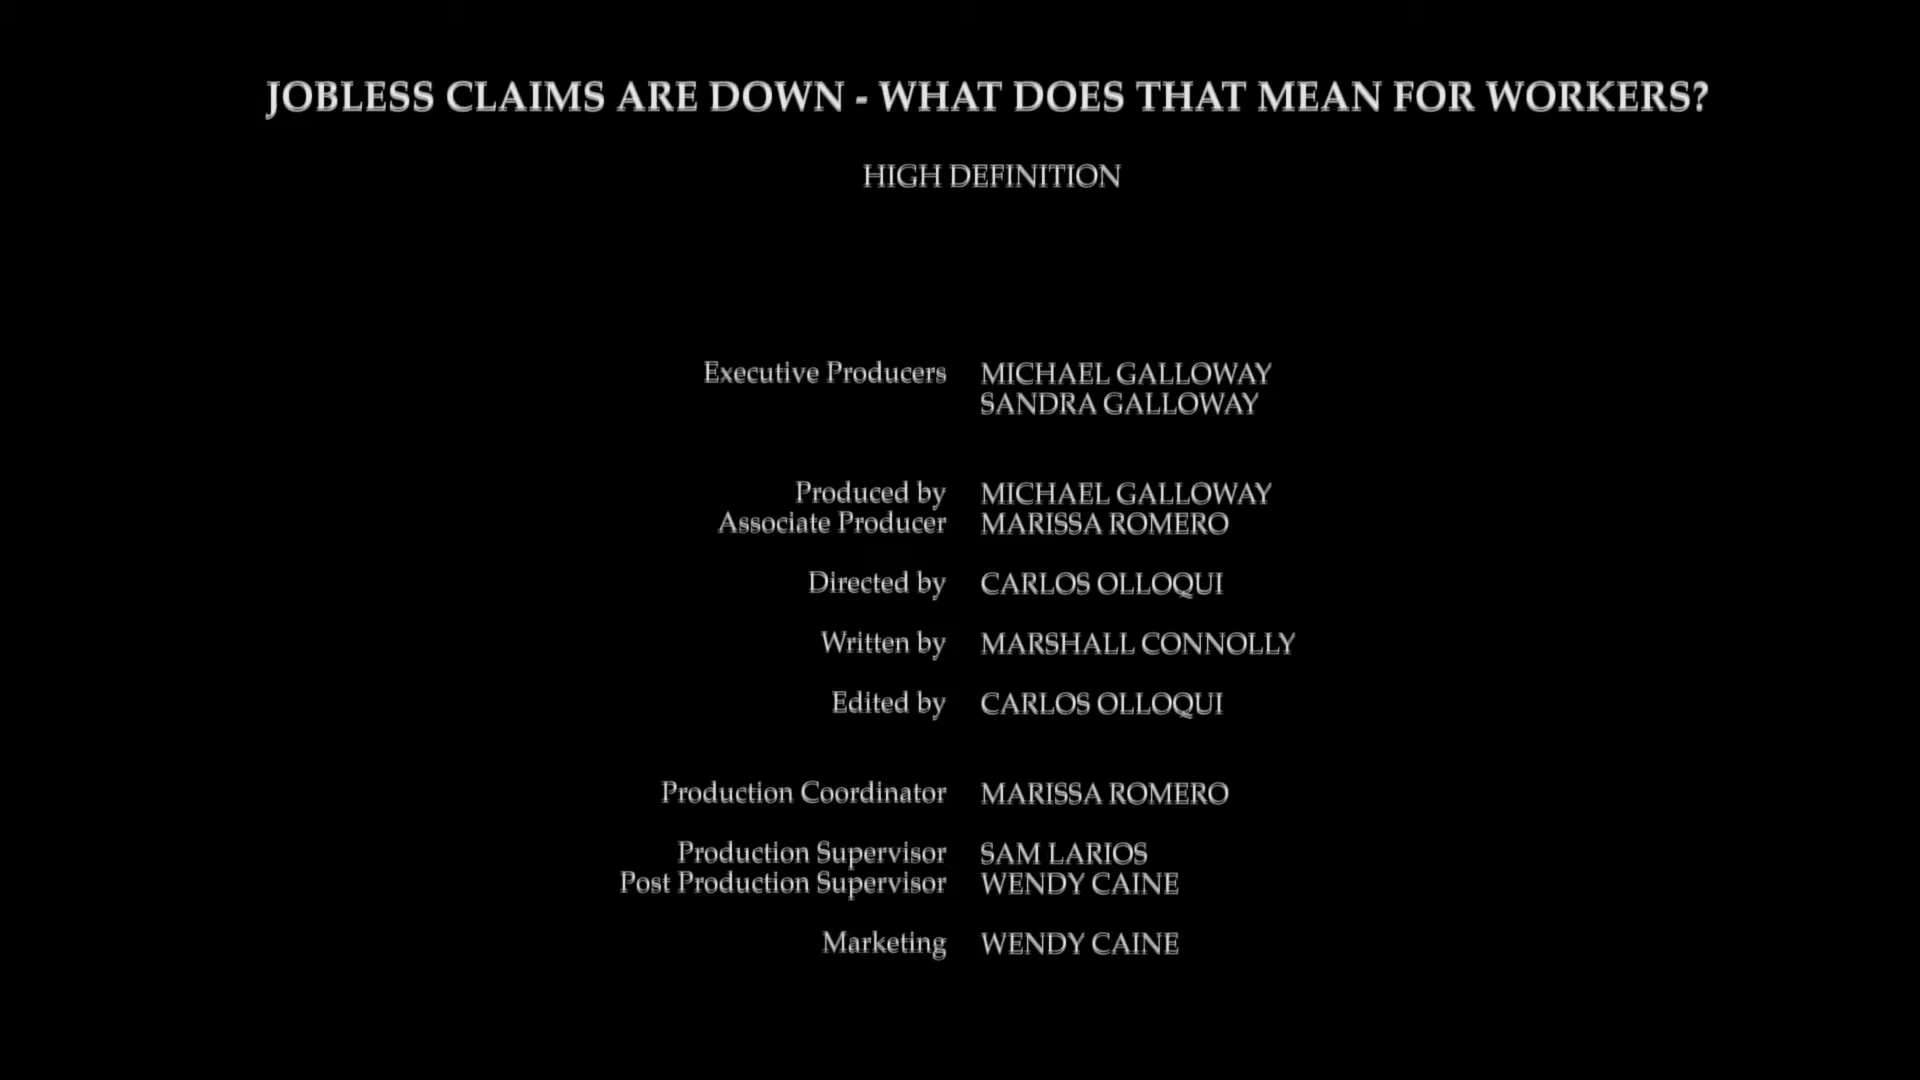 JOBLESS CLAIMS ARE DOWN - WHAT DOES THAT MEAN FOR WORKERS?
HIGH DEFINITION
Executive Producers MICHAEL GALLOWAY
SANDRA GALLOWAY
Produced by MICHAEL GALLOWAY
Associate Producer MARISSA ROMERO
Directed by CARLOS OLLOQUI
Written by MARSHALL CONNOLLY
Edited by CARLOS OLLOQUI
Production Coordinator MARISSA ROMERO
Production Supervisor SAM LARIOS
Post Production Supervisor WENDY CAINE
Marketing WENDY CAINE